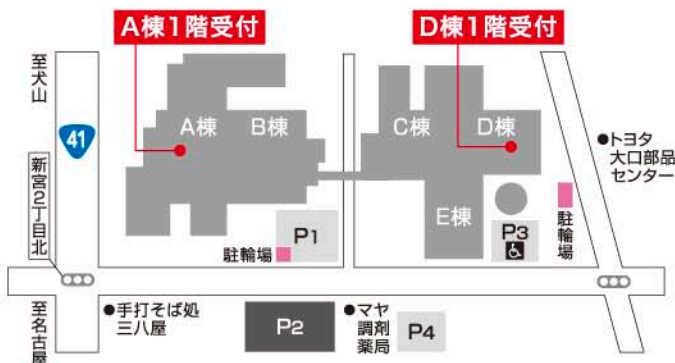 A棟1階受付
D棟1階受付
至犬山
41
新宮2丁目北
至名古屋
A棟
B棟
C棟
D棟
E棟
トヨタ
大口部品
センター
P1
駐輪場
P3
駐輪場
手打そば処
三八屋
P2
マヤ
調剤
薬局
P4